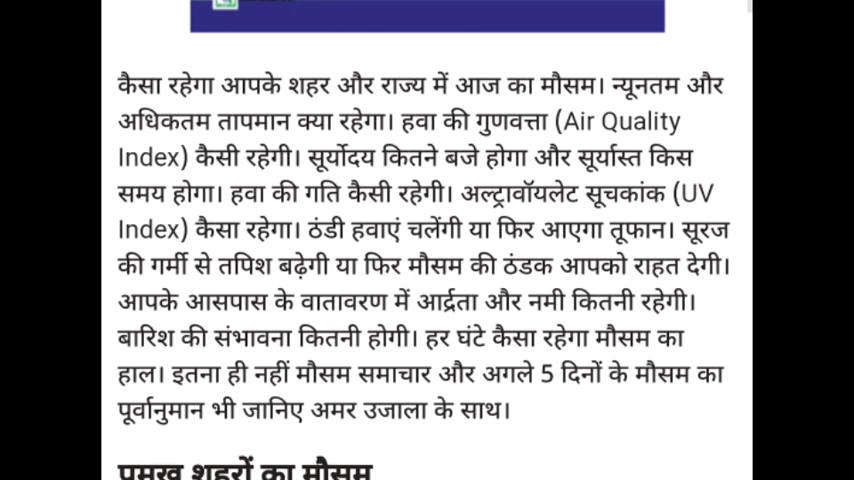 कैसा रहेगा आपके शहर और राज्य में आज का मौसम। न्यूनतम और
अधिकतम तापमान क्या रहेगा। हवा की गुणवत्ता (Air Quality
Index) कैसी रहेगी। सूर्योदय कितने बजे होगा और सूर्यास्त किस
समय होगा। हवा की गति कैसी रहेगी। अल्ट्रावॉयलेट सूचकांक (UV
Index) कैसा रहेगा। ठंडी हवाएं चलेंगी या फिर आएगा तूफान। सूरज
की गर्मी से तपिश बढ़ेगी या फिर मौसम की ठंडक आपको राहत देगी।
आपके आसपास के वातावरण में आर्द्रता और नमी कितनी रहेगी।
बारिश की संभावना कितनी होगी। हर घंटे कैसा रहेगा मौसम का
हाल। इतना ही नहीं मौसम समाचार और अगले 5 दिनों के मौसम का
पूर्वानुमान भी जानिए अमर उजाला के साथ।
प्रमुख शहरों का मौसम